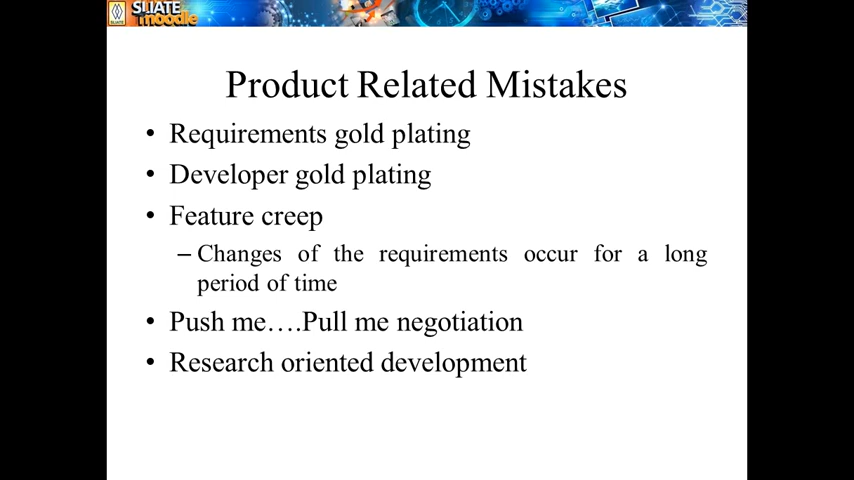 SLIATE
moodle
SLIATE
Product Related Mistakes
• Requirements gold plating
• Developer gold plating
• Feature creep
– Changes of the requirements occur for a long
period of time
• Push me….Pull me negotiation
• Research oriented development